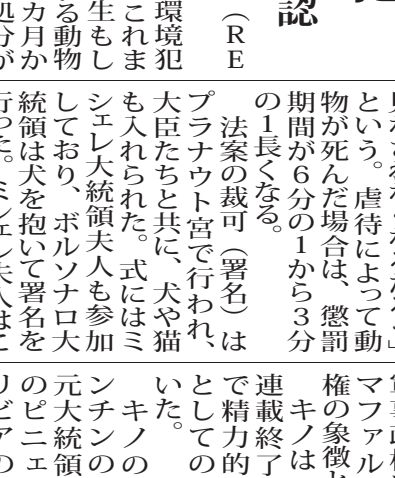 認
（ＲＥ
環境犯
これま
生もし
る動物
カ月か
処分が
という。虐待によって動
物が死んだ場合は、懲罰
期間が６分の１から３分
の１長くなる。
法案の裁可（署名）は
プラナウト宮で行われ、
大臣たちと共に、犬や猫
も入れられた。式にはミ
シェレ大統領夫人も参加
しており、ボルソナロ大
統領は犬を抱いて署名を
行った。ミシェレ夫人はこ
マファル
権の象徴と
キノは
連載終了
で精力的
としての
いた。
キノの
ンチンの
元大統領
のピニェ
リビアの